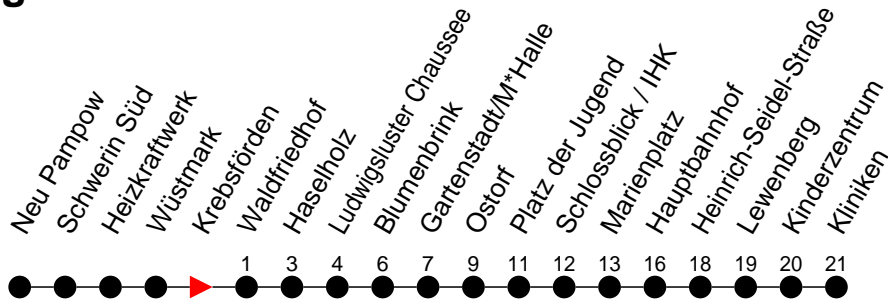 Neu Pampow
Schwerin Süd
Heizkraftwerk
Wüstmark
Krebsförden
Waldfriedhof
Haselholz
Ludwigsluster Chaussee
Blumenbrink
Gartenstadt/M*Halle
Ostorf
Platz der Jugend
Schlossblick / IHK
Marienplatz
Hauptbahnhof
Heinrich-Seidel-Straße
Lewenberg
Kinderzentrum
Kliniken
1 3 4 6 7 9 11 12 13 16 18 19 20 21